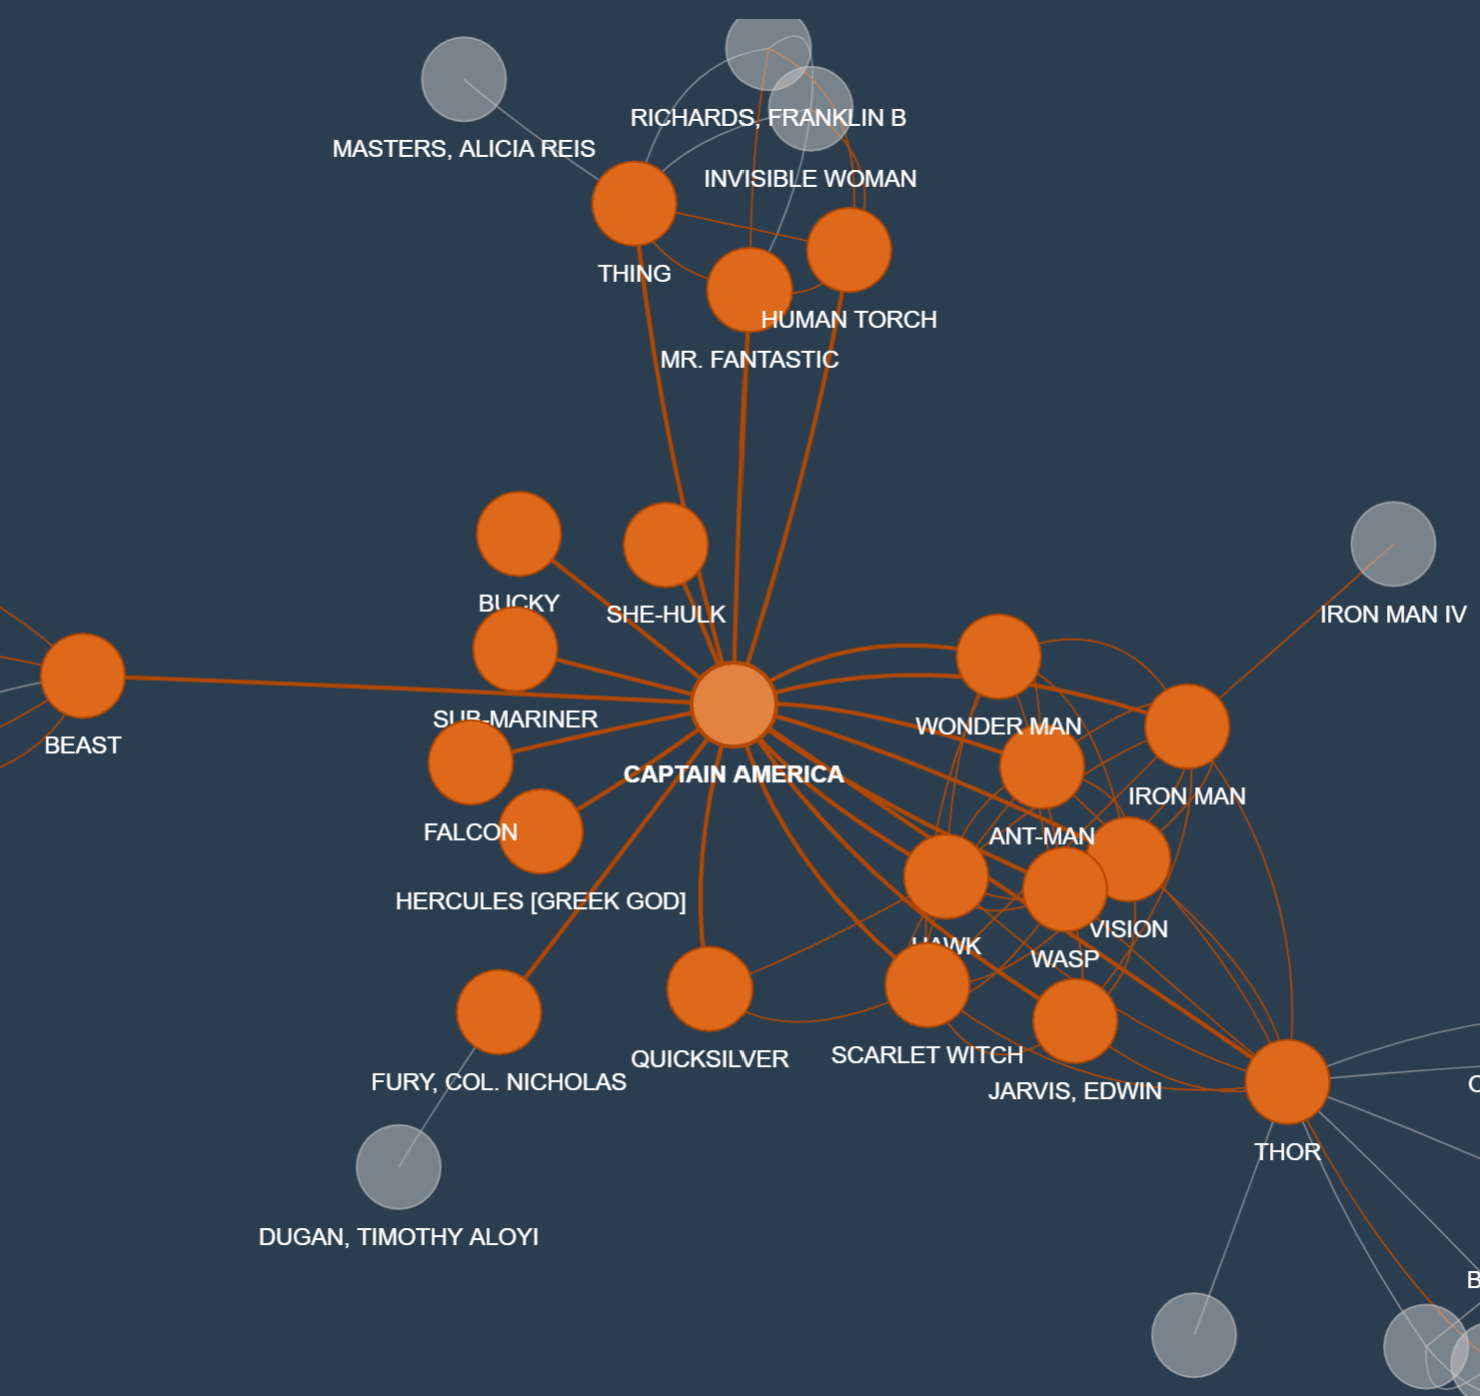 RICHARDS, FRANKLIN B
MASTERS, ALICIA REIS
INVISIBLE WOMAN
THING
HUMAN TORCH
MR. FANTASTIC
BUCKY
SHE-HULK
IRON MAN IV
SUB-MARINER
WONDER MAN
BEAST
CAPTAIN AMERICA
IRON MAN
FALCON
ANT-MAN
HERCULES [GREEK GOD]
VISION
HAWK
WASP
QUICKSILVER
SCARLET WITCH
FURY, COL. NICHOLAS
JARVIS, EDWIN
THOR
DUGAN, TIMOTHY ALOYI